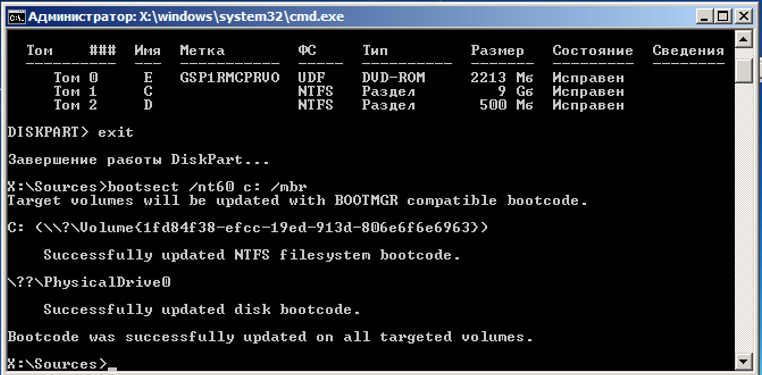 Администратор: X:\windows\system32\cmd.exe
Том ### Имя Метка ФС Тип Размер Состояние Сведения
---------- --- ----------- ----- ---------- ------- --------- --------
Том 0 E GSP1RMCPRVO UDF DVD-ROM 2213 Mб Исправен
Том 1 C NTFS Раздел 9 Gб Исправен
Том 2 D NTFS Раздел 500 Mб Исправен
DISKPART> exit
Завершение работы DiskPart...
X:\Sources>bootsect /nt60 c: /mbr
Target volumes will be updated with BOOTMGR compatible bootcode.
C: (\\?\Volume{1fd84f38-efcc-19ed-913d-806e6f6e6963})
Successfully updated NTFS filesystem bootcode.
\??\PhysicalDrive0
Successfully updated disk bootcode.
Bootcode was successfully updated on all targeted volumes.
X:\Sources>_